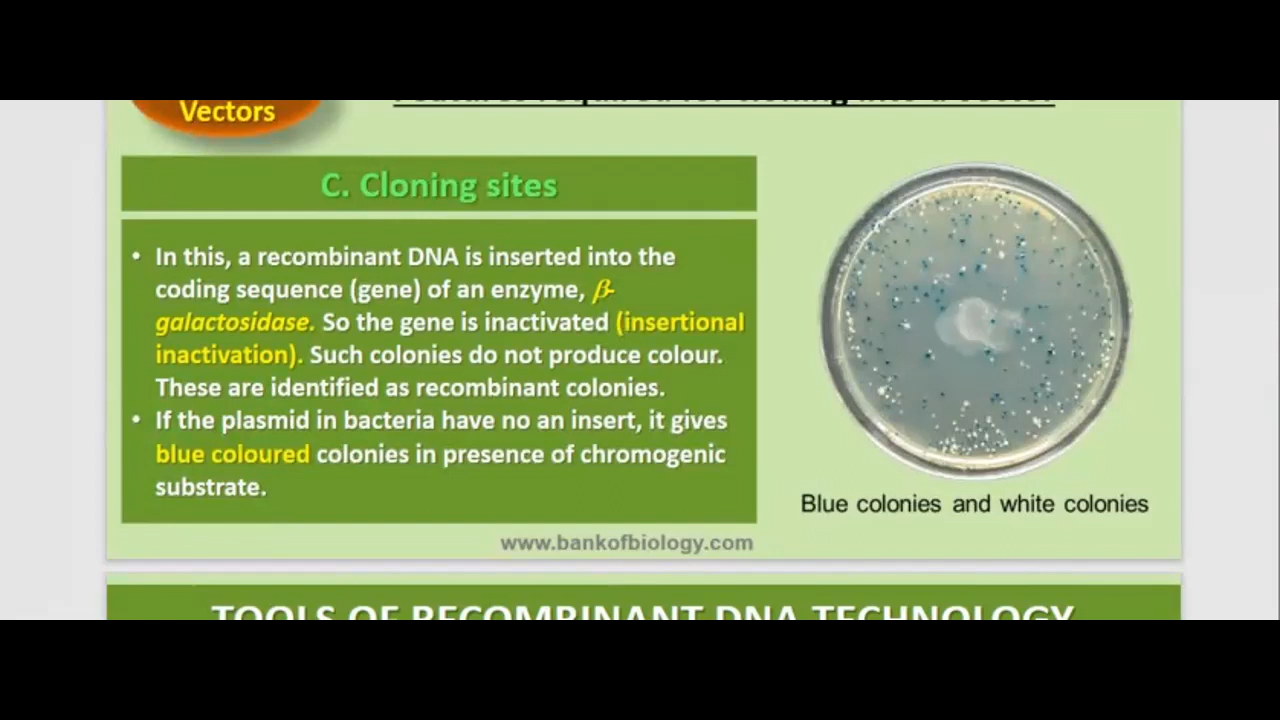 Vectors
C. Cloning sites
• In this, a recombinant DNA is inserted into the
coding sequence (gene) of an enzyme, β-
galactosidase. So the gene is inactivated (insertional
inactivation). Such colonies do not produce colour.
These are identified as recombinant colonies.
• If the plasmid in bacteria have no an insert, it gives
blue coloured colonies in presence of chromogenic
substrate.
Blue colonies and white colonies
www.bankofbiology.com
TOOLS OF RECOMBINANT DNA TECHNOLOGY